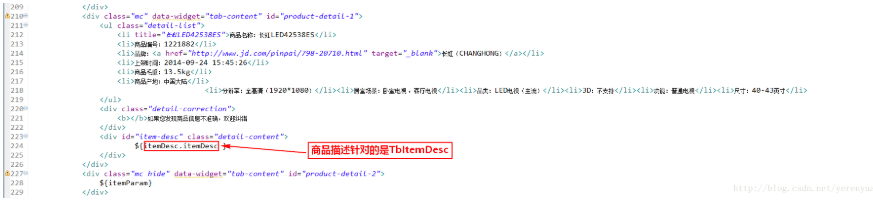 209 </div>
210 <div class="mc" data-widget="tab-content" id="product-detail-1">
211 <ul class="detail-list">
212 <li title="长虹LED42538ES">商品名称:长虹LED42538ES</li>
213 <li>商品编号:1221882</li>
214 <li>品牌:<a href="http://www.jd.com/pinpai/798-20710.html" target="_blank">长虹(CHANGHONG)</a></li>
215 <li>上架时间:2014-09-24 15:45:26</li>
216 <li>商品毛重:13.5kg</li>
217 <li>商品产地:中国大陆</li>
218 <li>分辨率:全高清(1920*1080)</li><li>居室场景:卧室电视,客厅电视</li><li>品类:LED电视(主流)</li><li>3D:不支持</li><li>功能:普通电视</li><li>尺寸:40-43英寸</li>
219 </ul>
220 <div class="detail-correction">
221 <b></b>如果您发现商品信息不准确,欢迎纠错
222 </div>
223 <div id="item-desc" class="detail-content">
224 ${itemDesc.itemDesc 商品描述针对的是TbItemDesc
225 </div>
226 </div>
227 <div class="mc hide" data-widget="tab-content" id="product-detail-2">
228 ${itemParam}
229 </div>
http://blog.csdn.net/yerenyuan